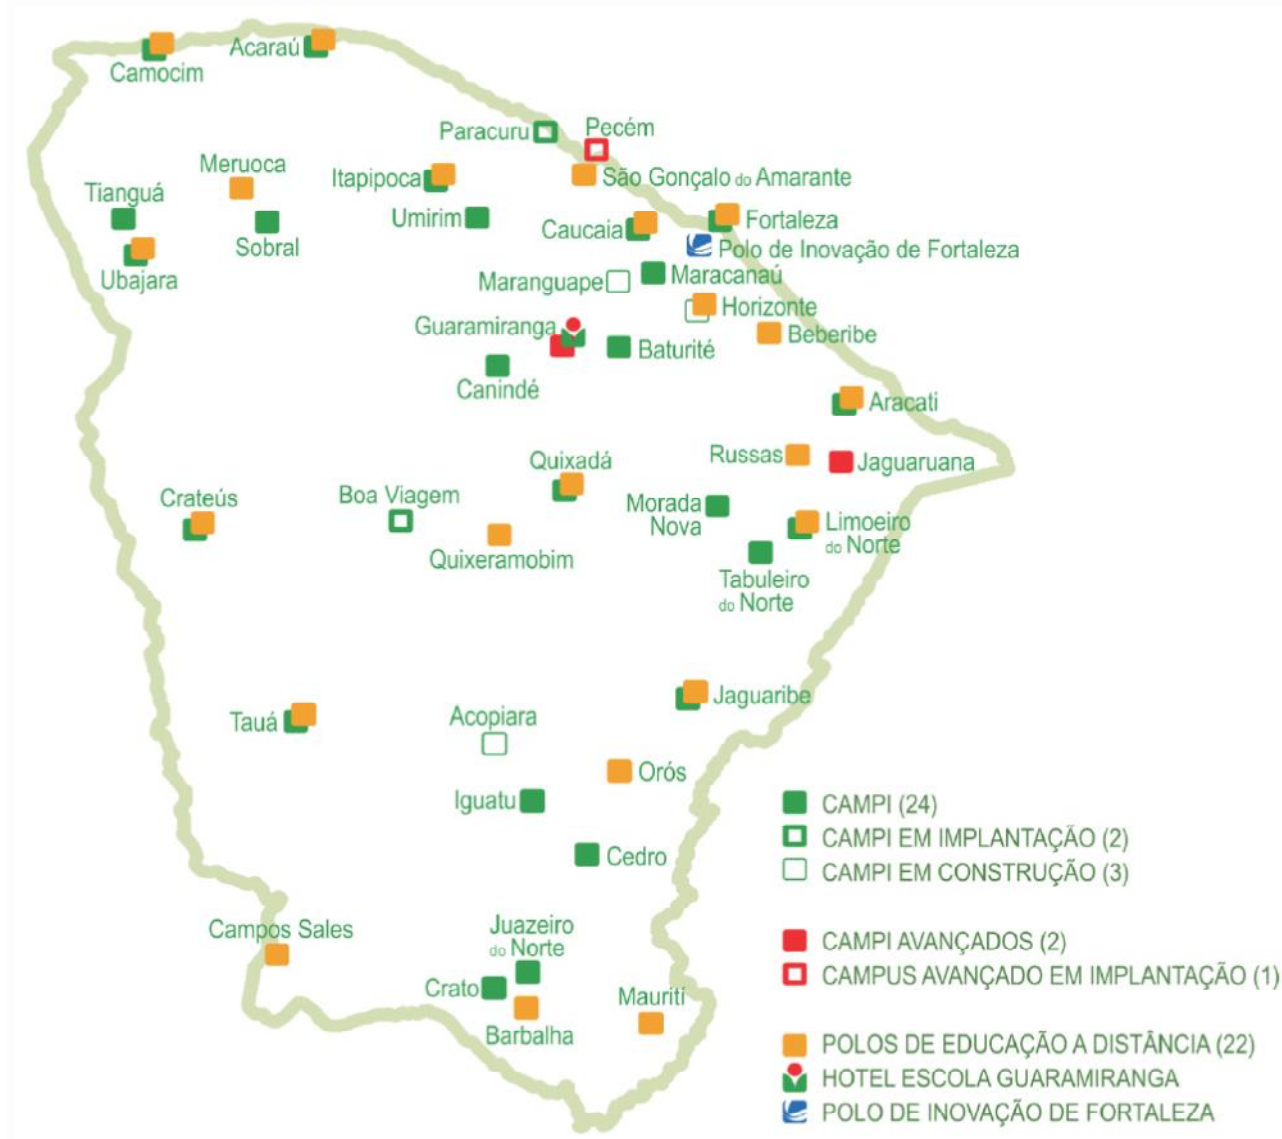 Acaraú
Camocim
Paracuru
Pecém
Meruoca
Itapipoca
São Gonçalo do Amarante
Tianguá
Umirim
Fortaleza
Caucaia
Sobral
Polo de Inovação de Fortaleza
Ubajara
Maranguape
Maracanaú
Horizonte
Guaramiranga
Beberibe
Baturité
Canindé
Aracati
Russas
Jaguaruana
Quixadá
Crateús
Boa Viagem
Morada
Nova
Limoeiro
do Norte
Quixeramobim
Tabuleiro
do Norte
Jaguaribe
Tauá
Acopiara
Orós
Iguatu
Cedro
Campos Sales
Juazeiro
do Norte
Crato
Mauriti
Barbalha
CAMPI (24)
CAMPI EM IMPLANTAÇÃO (2)
CAMPI EM CONSTRUÇÃO (3)
CAMPI AVANÇADOS (2)
CAMPUS AVANÇADO EM IMPLANTAÇÃO (1)
POLOS DE EDUCAÇÃO A DISTÂNCIA (22)
HOTEL ESCOLA GUARAMIRANGA
POLO DE INOVAÇÃO DE FORTALEZA